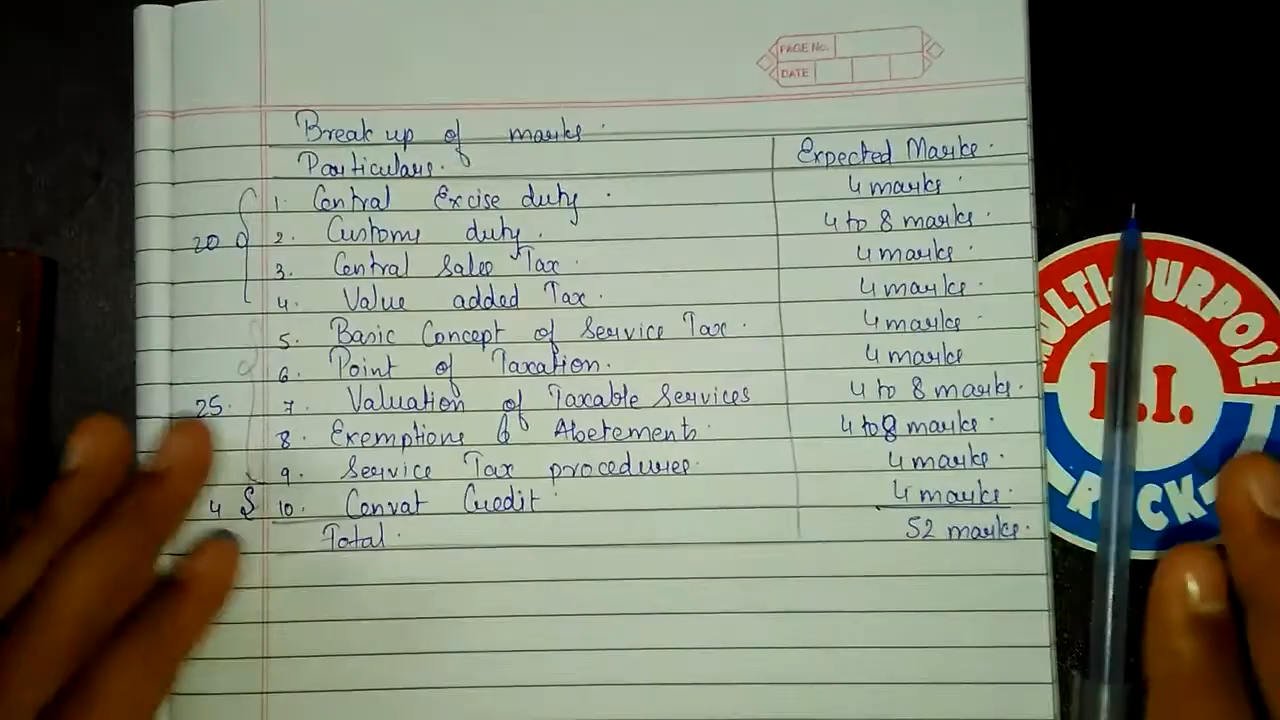 PAGE No.
DATE
Break up of marks.
Particulars. Expected Marks.
1. Central Excise duty. 4 marks.
20 2. Customs duty. 4 to 8 marks.
3. Central Sales Tax. 4 marks.
4. Value added Tax. 4 marks.
5. Basic Concept of Service Tax. 4 marks.
6. Point of Taxation. 4 marks
25. 7. Valuation of Taxable Services 4 to 8 marks.
8. Exemptions & Abetements. 4 to 8 marks.
9. Service Tax procedures. 4 marks.
4 10. Cenvat Credit. 4 marks.
Total. 52 marks.
MULTI-PURPOSE
RACK